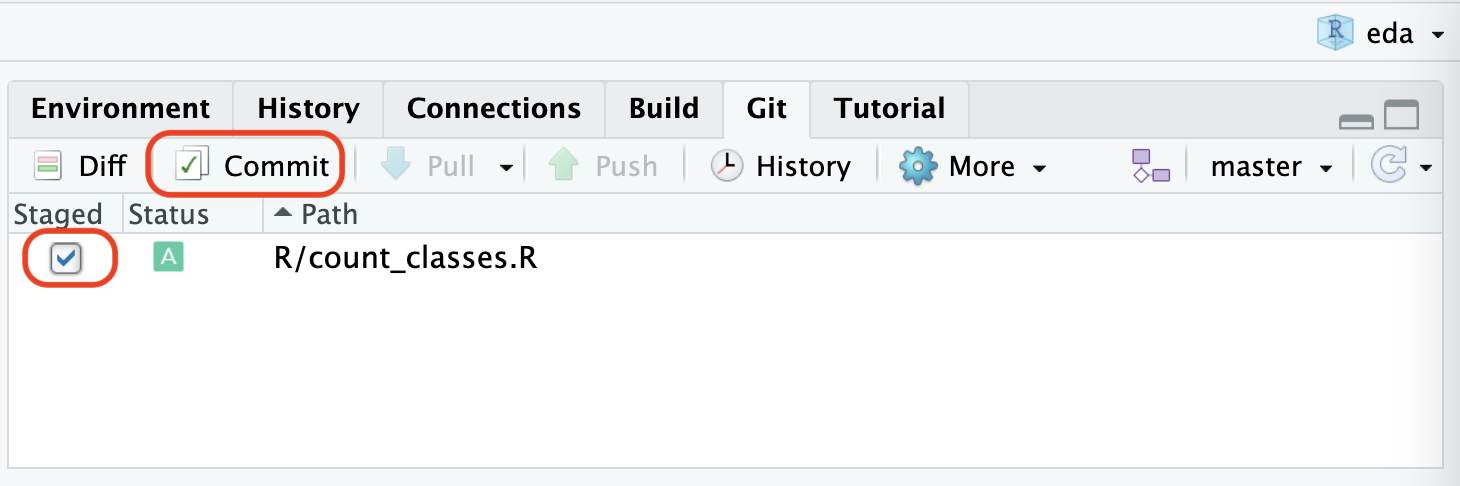 R eda
Environment History Connections Build Git Tutorial
Diff Commit Pull Push History More master
Staged Status Path
A R/count_classes.R